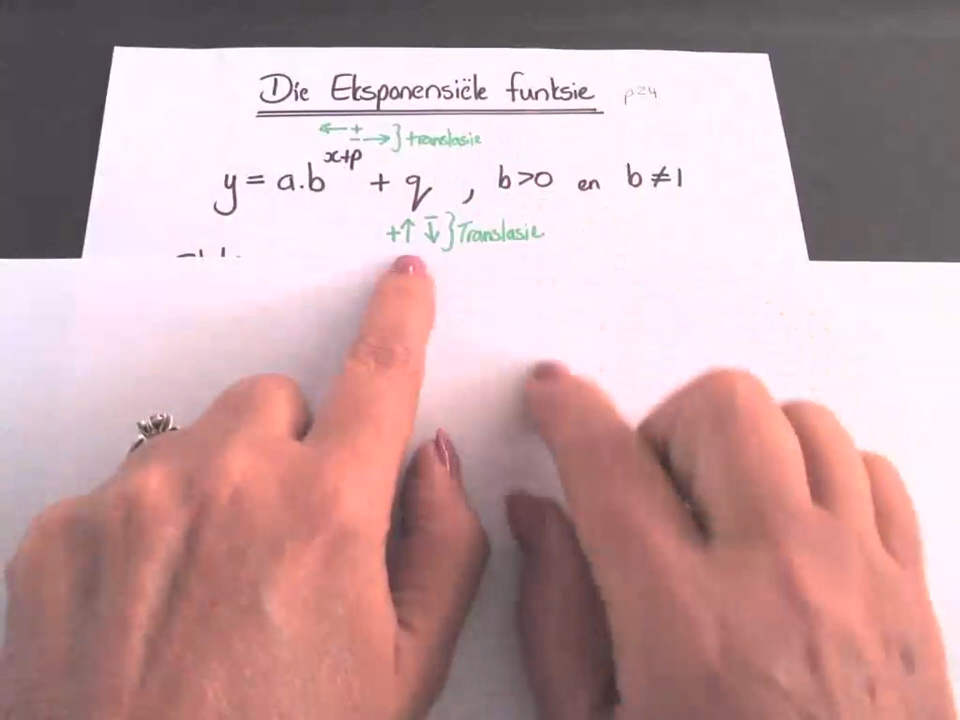 Die Eksponensiële funksie p24
← ± → } translasie
y = a.b^(x+p) + q , b>0 en b≠1
+↑ -↓ } Translasie